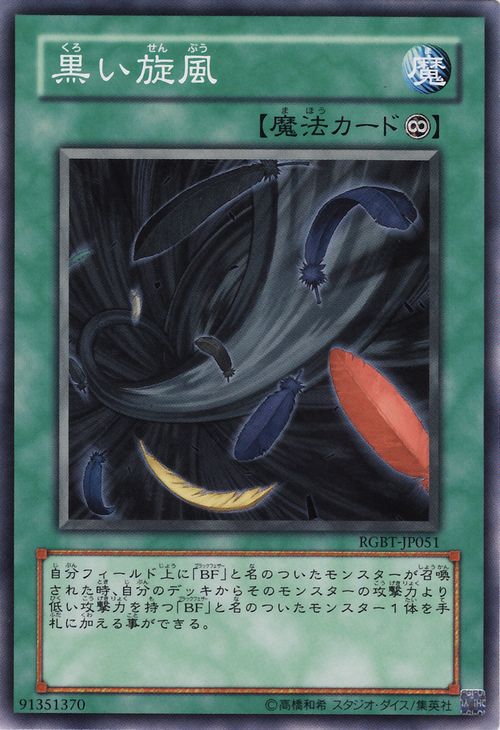 黒い旋風
魔
【魔法カード∞】
RGBT-JP051
自分フィールド上に「BF」と名のついたモンスターが召喚
された時、自分のデッキからそのモンスターの攻撃力より
低い攻撃力を持つ「BF」と名のついたモンスター1体を手
札に加える事ができる。
91351370
©高橋和希 スタジオ・ダイス/集英社